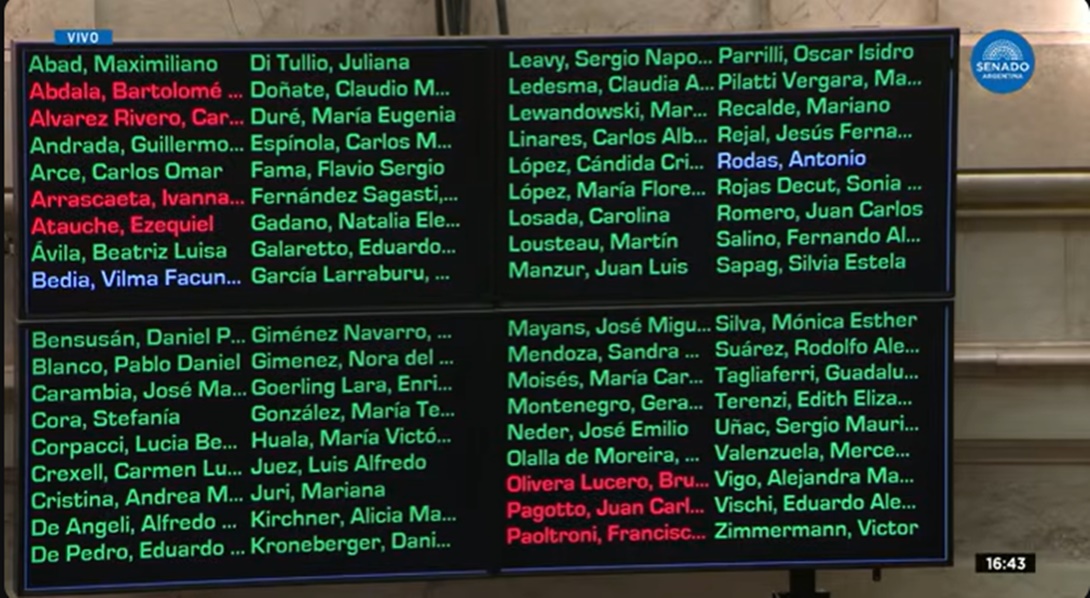 VIVO
SENADO
ARGENTINA
Abad, Maximiliano
Abdala, Bartolomé ...
Alvarez Rivero, Car...
Andrada, Guillermo...
Arce, Carlos Omar
Arrascaeta, Ivanna...
Atauche, Ezequiel
Ávila, Beatriz Luisa
Bedia, Vilma Facun...
Bensusán, Daniel P...
Blanco, Pablo Daniel
Carambia, José Ma...
Cora, Stefanía
Corpacci, Lucia Be...
Crexell, Carmen Lu...
Cristina, Andrea M...
De Angeli, Alfredo ...
De Pedro, Eduardo ...
Di Tullio, Juliana
Doñate, Claudio M...
Duré, María Eugenia
Espínola, Carlos M...
Fama, Flavio Sergio
Fernández Sagasti,...
Gadano, Natalia Ele...
Galaretto, Eduardo...
García Larraburu, ...
Giménez Navarro, ...
Gimenez, Nora del ...
Goerling Lara, Enri...
González, María Te...
Huala, María Victó...
Juez, Luis Alfredo
Juri, Mariana
Kirchner, Alicia Ma...
Kroneberger, Dani...
Leavy, Sergio Napo...
Ledesma, Claudia A...
Lewandowski, Mar...
Linares, Carlos Alb...
López, Cándida Cri...
López, María Flore...
Losada, Carolina
Lousteau, Martín
Manzur, Juan Luis
Mayans, José Migu...
Mendoza, Sandra ...
Moisés, María Car...
Montenegro, Gera...
Neder, José Emilio
Olalla de Moreira, ...
Olivera Lucero, Bru...
Pagotto, Juan Carl...
Paoltroni, Francisc...
Parrilli, Oscar Isidro
Pilatti Vergara, Ma...
Recalde, Mariano
Rejal, Jesús Ferna...
Rodas, Antonio
Rojas Decut, Sonia ...
Romero, Juan Carlos
Salino, Fernando Al...
Sapag, Silvia Estela
Silva, Mónica Esther
Suárez, Rodolfo Ale...
Tagliaferri, Guadalu...
Terenzi, Edith Eliza...
Uñac, Sergio Mauri...
Valenzuela, Merce...
Vigo, Alejandra Ma...
Vischi, Eduardo Ale...
Zimmermann, Victor
16:43